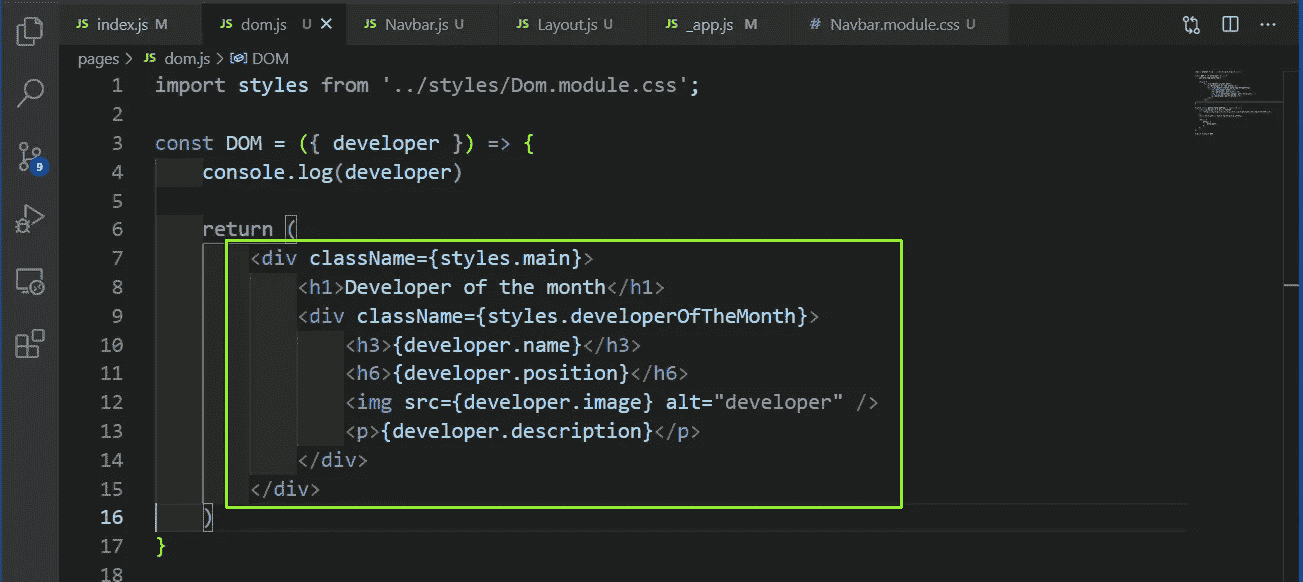 JS index.js M JS dom.js U JS Navbar.js U JS Layout.js U JS _app.js M # Navbar.module.css U
pages > JS dom.js > DOM
1 import styles from '../styles/Dom.module.css';
2
3 const DOM = ({ developer }) => {
4 console.log(developer)
5
6 return (
7 <div className={styles.main}>
8 <h1>Developer of the month</h1>
9 <div className={styles.developerOfTheMonth}>
10 <h3>{developer.name}</h3>
11 <h6>{developer.position}</h6>
12 <img src={developer.image} alt="developer" />
13 <p>{developer.description}</p>
14 </div>
15 </div>
16 )
17 }
18
9